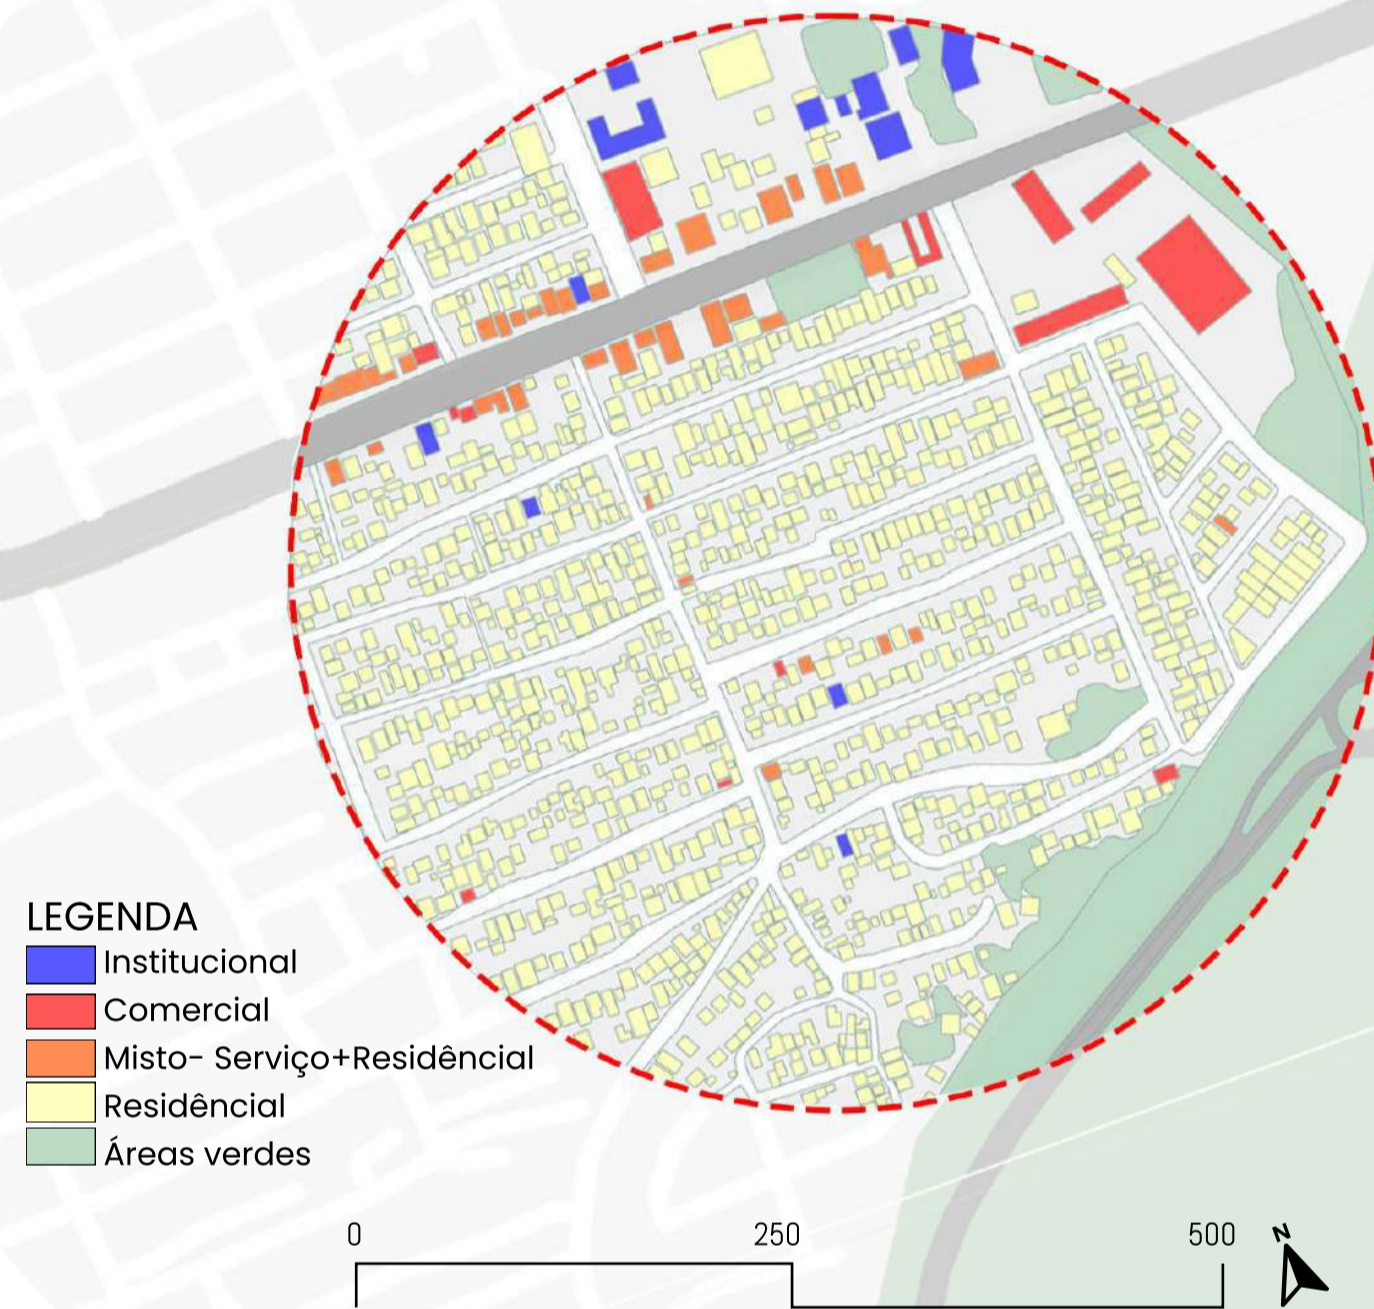 LEGENDA
Institucional
Comercial
Misto- Serviço+Residêncial
Residêncial
Áreas verdes
0 250 500
N